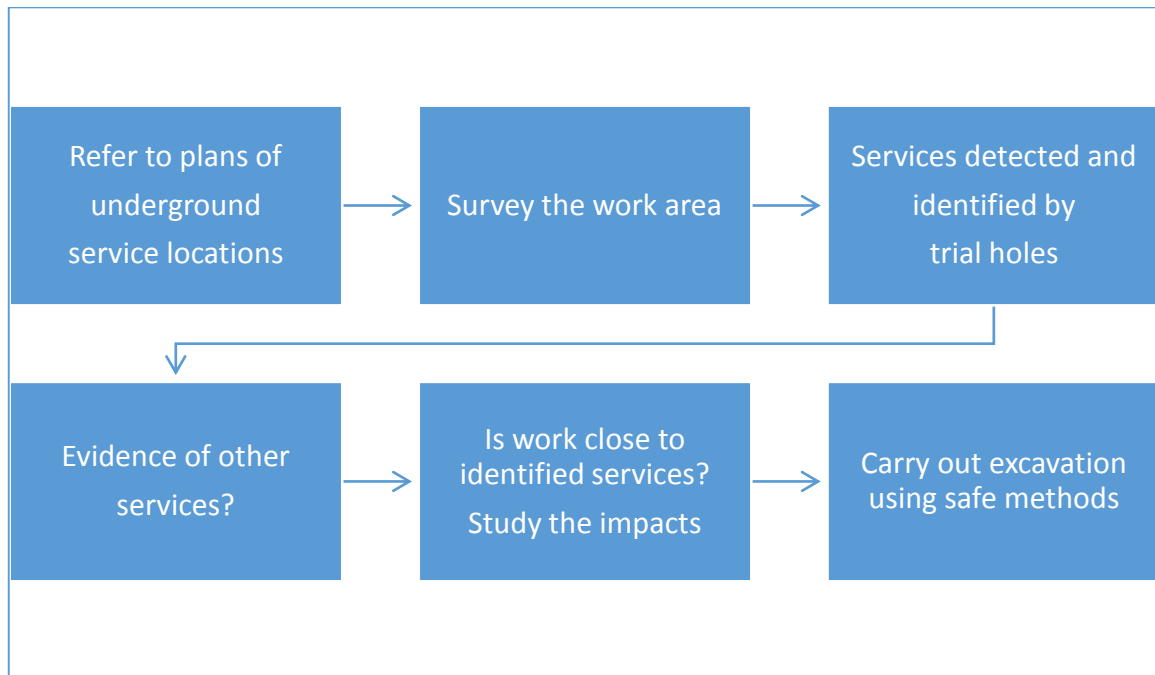 Refer to plans of
underground
service locations
Survey the work area
Services detected and
identified by
trial holes
Evidence of other
services?
Is work close to
identified services?
Study the impacts
Carry out excavation
using safe methods